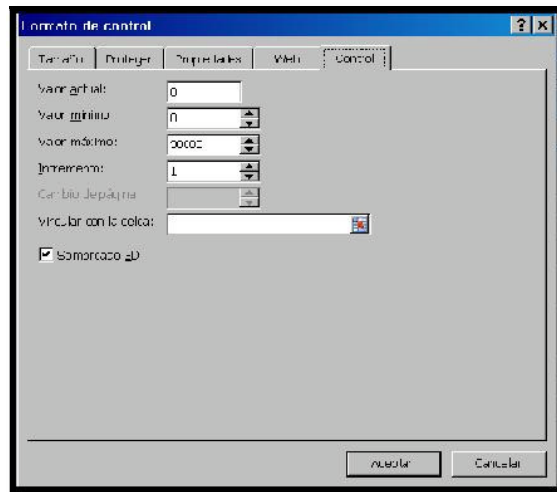 Formato de control
Tamaño Proteger Propiedades Web Control
Valor actual: 0
Valor mínimo: 0
Valor máximo:
Incremento: 1
Cambio de página:
Vincular con la celda:
Sombreado 3D
Aceptar Cancelar